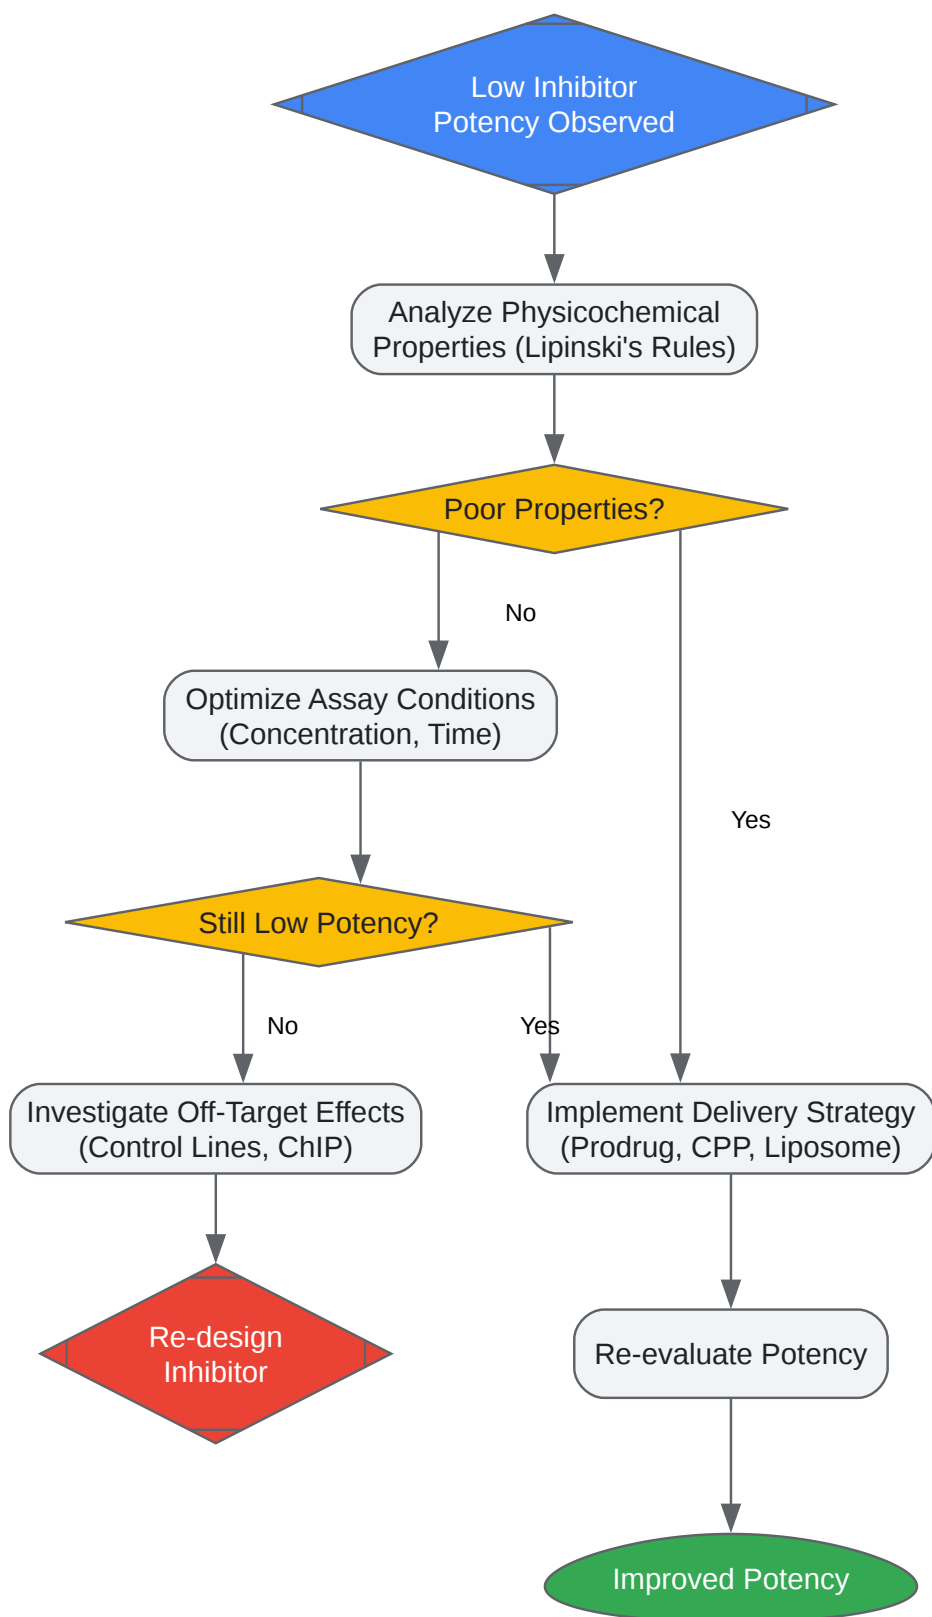 Low Inhibitor
Potency Observed
Analyze Physicochemical
Properties (Lipinski's Rules)
Poor Properties?
No
Optimize Assay Conditions
(Concentration, Time)
Yes
Still Low Potency?
No
Yes
Investigate Off-Target Effects
(Control Lines, ChIP)
Implement Delivery Strategy
(Prodrug, CPP, Liposome)
Re-design
Inhibitor
Re-evaluate Potency
Improved Potency